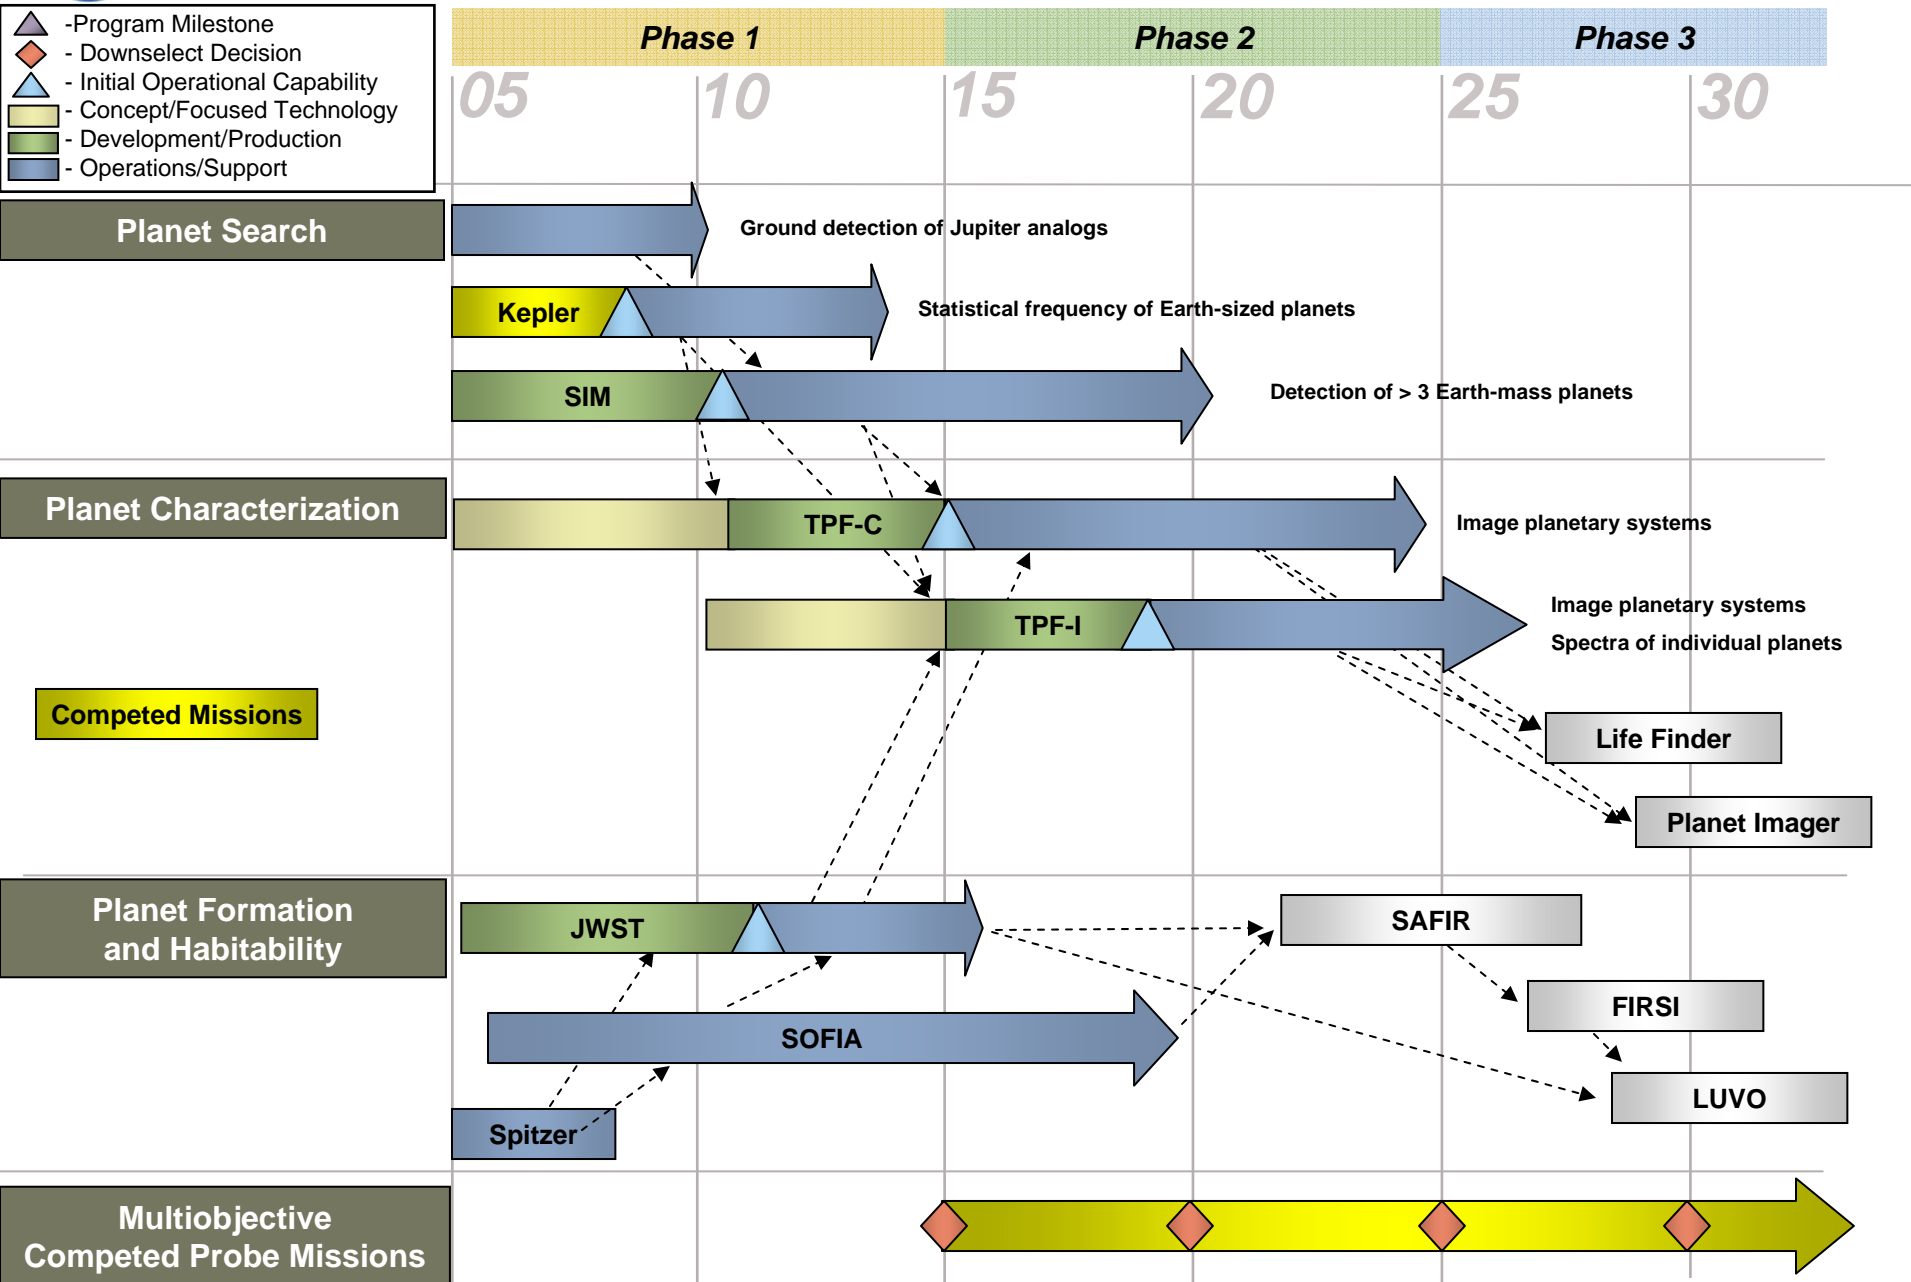 -Program Milestone
- Downselect Decision
- Initial Operational Capability
- Concept/Focused Technology
- Development/Production
- Operations/Support
Phase 1
Phase 2
Phase 3
05
10
15
20
25
30
Planet Search
Ground detection of Jupiter analogs
Kepler
Statistical frequency of Earth-sized planets
SIM
Detection of > 3 Earth-mass planets
Planet Characterization
TPF-C
Image planetary systems
TPF-I
Image planetary systems
Spectra of individual planets
Competed Missions
Life Finder
Planet Imager
Planet Formation
and Habitability
JWST
SAFIR
SOFIA
FIRSI
LUVO
Spitzer
Multiobjective
Competed Probe Missions